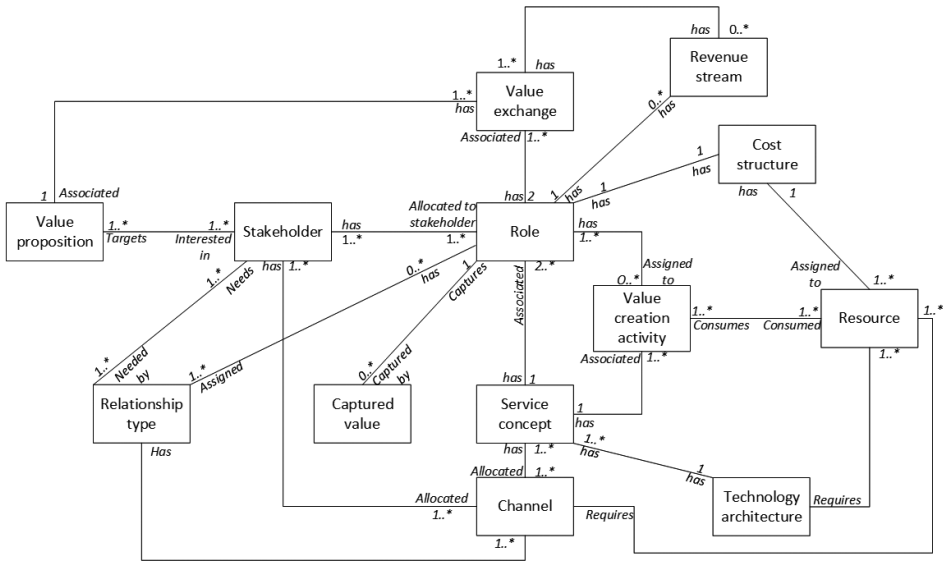 has 0..*
Revenue
stream
1..* has
Value
exchange
1..*
has
0..*
has
Associated 1..*
Cost
structure
1
has
has 1
1 Associated
has 2
1
has
1
has
Value
proposition
1..*
Targets
1..*
Interested
in
Stakeholder
has
1..*
Allocated to
stakeholder
1..*
Role
has
1..*
has 1..*
1..*
Needs
0..*
has
1
Captures
2..*
Associated
Assigned
to
0..*
Assigned
to
1..*
Value
creation
activity
1..*
Consumes
1..*
Consumed
Resource
1..*
1..*
Associated 1..*
1..*
Needed
by
1..*
Assigned
0..*
Captured
by
has 1
Relationship
type
Captured
value
Service
concept
1
has
Has
has 1..*
1..*
has
1
has
Allocated 1..*
Allocated
1..*
Channel
Requires
Technology
architecture
Requires
1..*